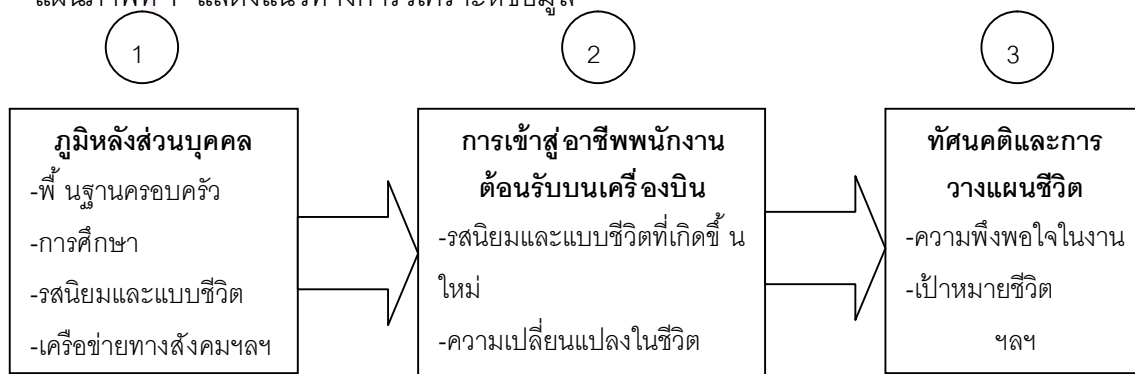 แผนภาพที่ 1 แสดงแนวทางการวิเคราะห์ข้อมูล
1
2
3
ภูมิหลังส่วนบุคคล
-พื้นฐานครอบครัว
-การศึกษา
-รสนิยมและแบบชีวิต
-เครือข่ายทางสังคมฯลฯ
การเข้าสู่อาชีพพนักงาน
ต้อนรับบนเครื่องบิน
-รสนิยมและแบบชีวิตที่เกิดขึ้น
ใหม่
-ความเปลี่ยนแปลงในชีวิต
ทัศนคติและการ
วางแผนชีวิต
-ความพึงพอใจในงาน
-เป้าหมายชีวิต
ฯลฯ